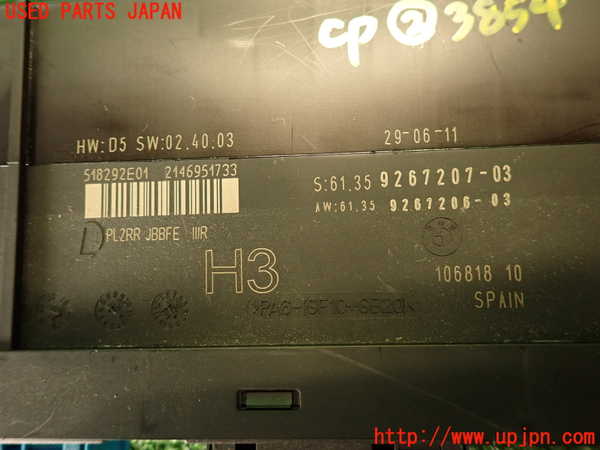 USED PARTS JAPAN
CP ② 3854
HW:D5 SW:02.40.03
29-06-11
518292E01 2146951733
S:61.35 9267207-03
AW:61.35 9267206-03
D PL2RR JBBFE IIIR
H3
106818 10
SPAIN
http://www.upjpn.com/